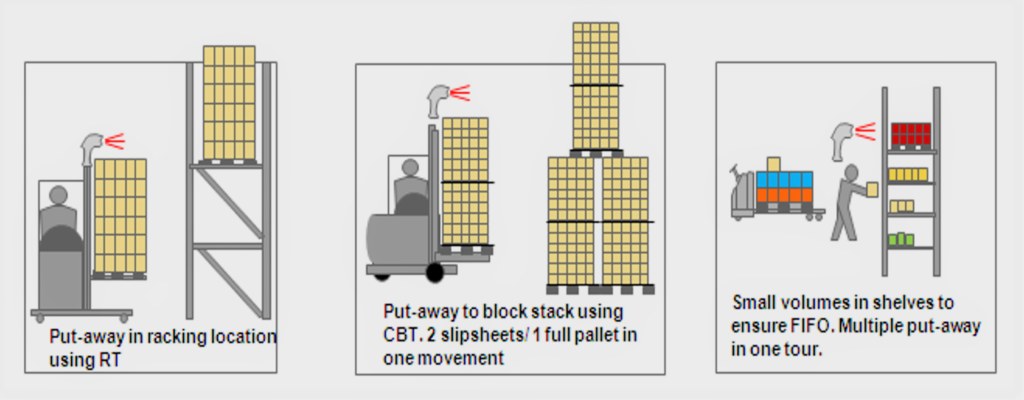 Put-away in racking location
using RT
Put-away to block stack using
CBT. 2 slipsheets/ 1 full pallet in
one movement
Small volumes in shelves to
ensure FIFO. Multiple put-away
in one tour.